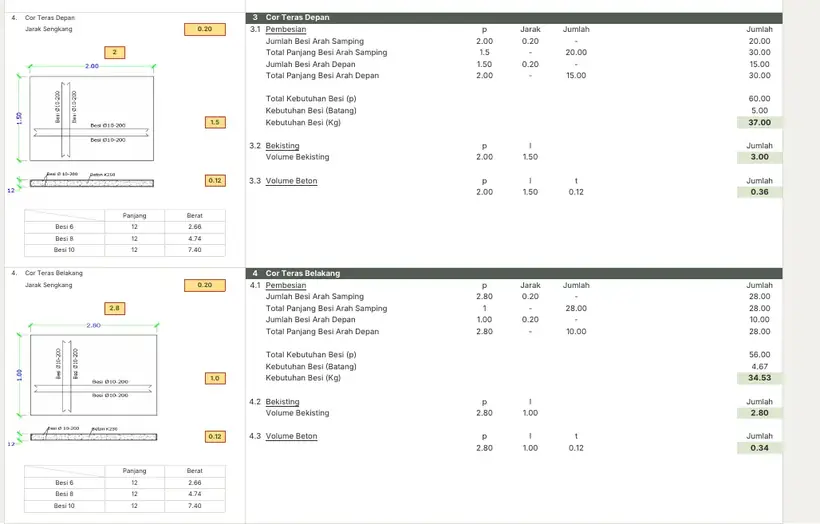 4. Cor Teras Depan
Jarak Sengkang 0.20
2
2.00
1.50
Besi Ø10-200
Besi Ø10-200
Besi Ø10-200
Besi Ø10-200
1.5
Besi Ø 10-200 Beton K250
0.12
12
Panjang Berat
Besi 6 12 2.66
Besi 8 12 4.74
Besi 10 12 7.40
3 Cor Teras Depan
3.1 Pembesian p Jarak Jumlah Jumlah
Jumlah Besi Arah Samping 2.00 0.20 - 20.00
Total Panjang Besi Arah Samping 1.5 - 20.00 30.00
Jumlah Besi Arah Depan 1.50 0.20 - 15.00
Total Panjang Besi Arah Depan 2.00 - 15.00 30.00
Total Kebutuhan Besi (p) 60.00
Kebutuhan Besi (Batang) 5.00
Kebutuhan Besi (Kg) 37.00
3.2 Bekisting p l Jumlah
Volume Bekisting 2.00 1.50 3.00
3.3 Volume Beton p l t Jumlah
2.00 1.50 0.12 0.36
4. Cor Teras Belakang
Jarak Sengkang 0.20
2.8
2.80
1.00
Besi Ø10-200
Besi Ø10-200
Besi Ø10-200
Besi Ø10-200
1.0
Besi Ø 10-200 Beton K250
0.12
12
Panjang Berat
Besi 6 12 2.66
Besi 8 12 4.74
Besi 10 12 7.40
4 Cor Teras Belakang
4.1 Pembesian p Jarak Jumlah Jumlah
Jumlah Besi Arah Samping 2.80 0.20 - 28.00
Total Panjang Besi Arah Samping 1 - 28.00 28.00
Jumlah Besi Arah Depan 1.00 0.20 - 10.00
Total Panjang Besi Arah Depan 2.80 - 10.00 28.00
Total Kebutuhan Besi (p) 56.00
Kebutuhan Besi (Batang) 4.67
Kebutuhan Besi (Kg) 34.53
4.2 Bekisting p l Jumlah
Volume Bekisting 2.80 1.00 2.80
4.3 Volume Beton p l t Jumlah
2.80 1.00 0.12 0.34